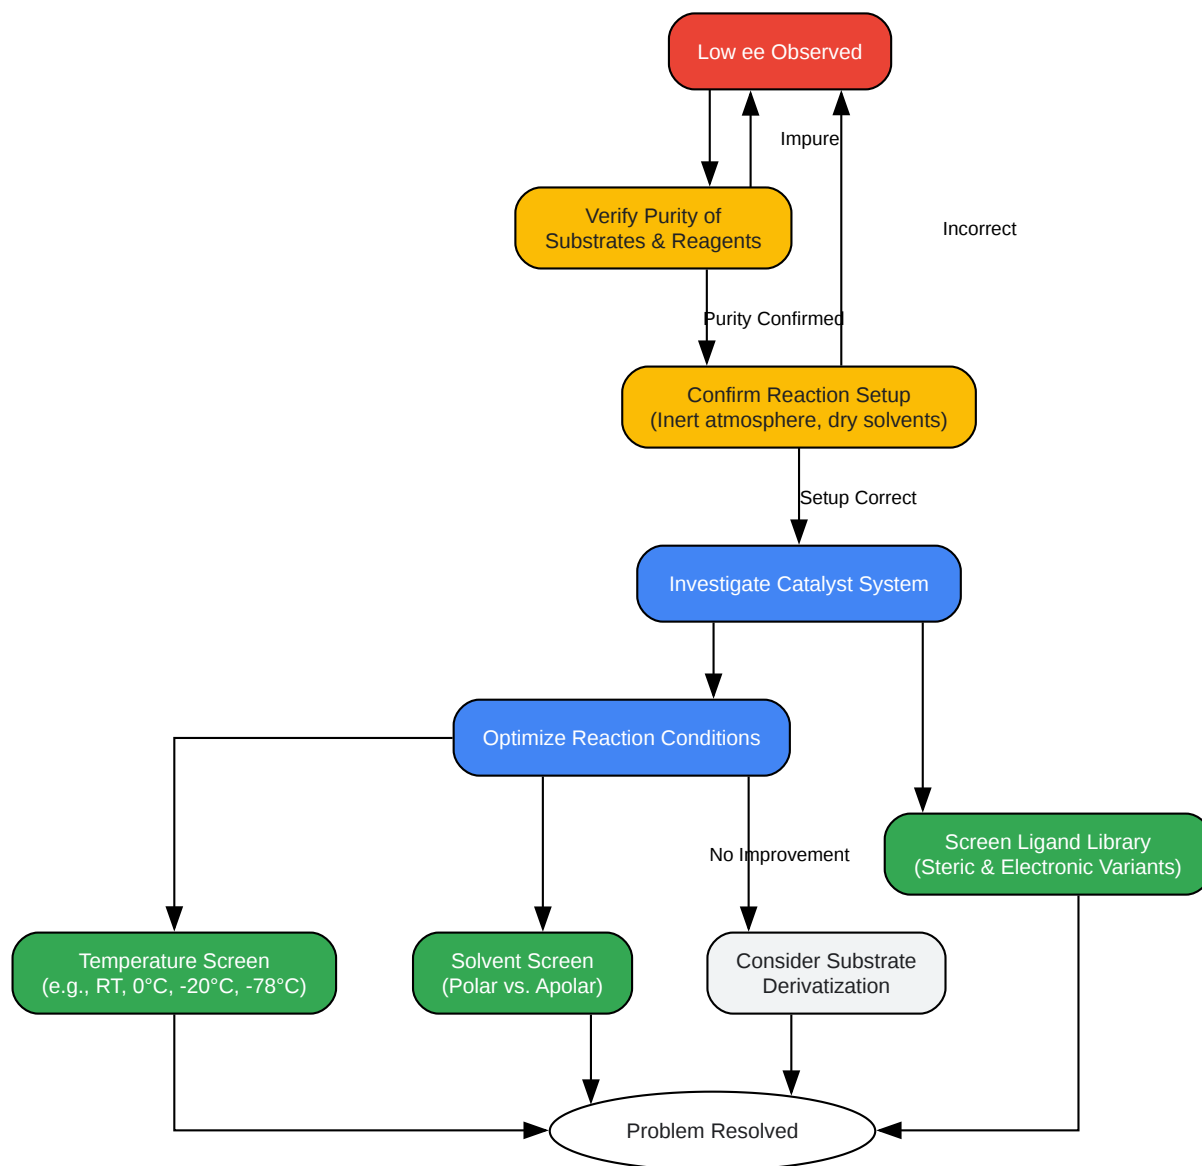 Low ee Observed
Impure
Verify Purity of
Substrates & Reagents
Incorrect
Purity Confirmed
Confirm Reaction Setup
(Inert atmosphere, dry solvents)
Setup Correct
Investigate Catalyst System
Optimize Reaction Conditions
No Improvement
Screen Ligand Library
(Steric & Electronic Variants)
Temperature Screen
(e.g., RT, 0°C, -20°C, -78°C)
Solvent Screen
(Polar vs. Apolar)
Consider Substrate
Derivatization
Problem Resolved